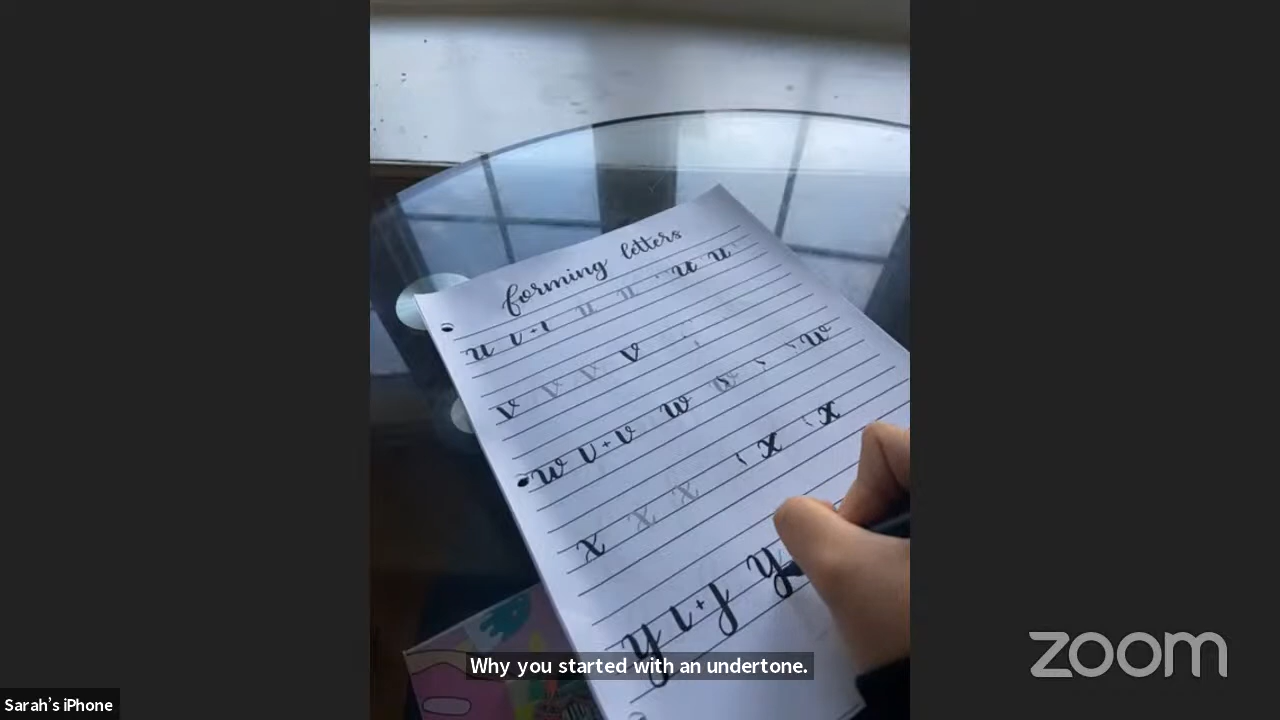 forming letters
u ı + ı u u u u
v v v v
w v + v w w w
x x x x x
y ı + j y
Why you started with an undertone.
zoom
Sarah's iPhone